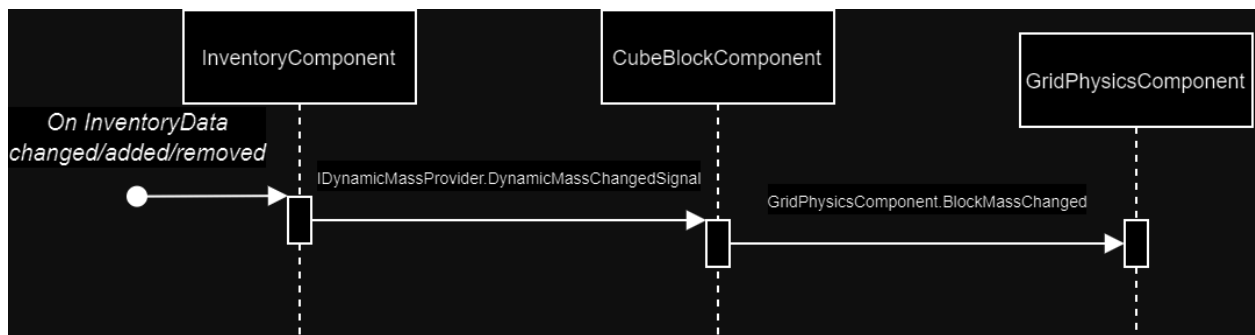 InventoryComponent
CubeBlockComponent
GridPhysicsComponent
On InventoryData
changed/added/removed
IDynamicMassProvider.DynamicMassChangedSignal
GridPhysicsComponent.BlockMassChanged